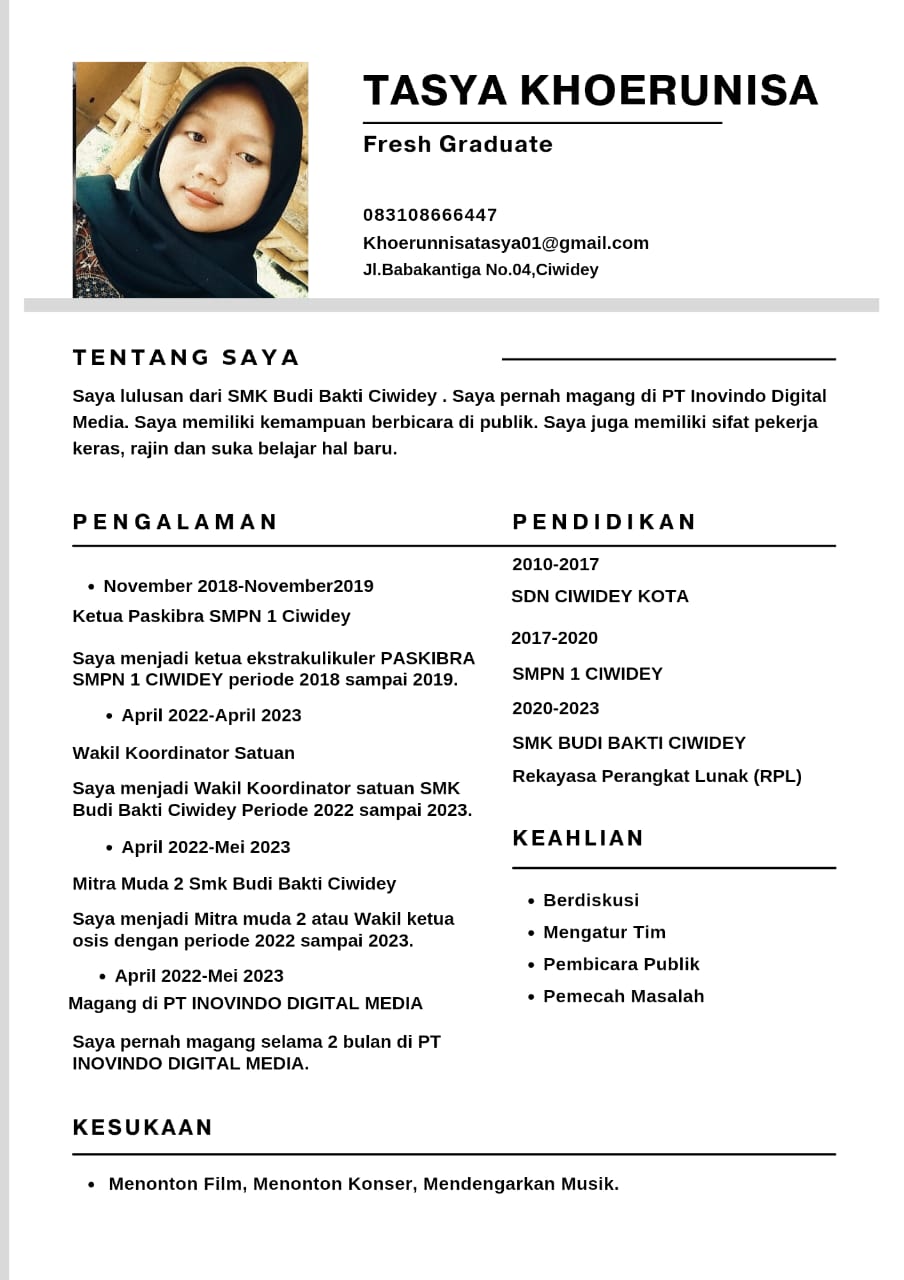 TASYA KHOERUNISA
Fresh Graduate
083108666447
Khoerunnisatasya01@gmail.com
Jl.Babakantiga No.04,Ciwidey
TENTANG SAYA
Saya lulusan dari SMK Budi Bakti Ciwidey . Saya pernah magang di PT Inovindo Digital
Media. Saya memiliki kemampuan berbicara di publik. Saya juga memiliki sifat pekerja
keras, rajin dan suka belajar hal baru.
PENGALAMAN
• November 2018-November2019
Ketua Paskibra SMPN 1 Ciwidey
Saya menjadi ketua ekstrakulikuler PASKIBRA
SMPN 1 CIWIDEY periode 2018 sampai 2019.
• April 2022-April 2023
Wakil Koordinator Satuan
Saya menjadi Wakil Koordinator satuan SMK
Budi Bakti Ciwidey Periode 2022 sampai 2023.
• April 2022-Mei 2023
Mitra Muda 2 Smk Budi Bakti Ciwidey
Saya menjadi Mitra muda 2 atau Wakil ketua
osis dengan periode 2022 sampai 2023.
• April 2022-Mei 2023
Magang di PT INOVINDO DIGITAL MEDIA
Saya pernah magang selama 2 bulan di PT
INOVINDO DIGITAL MEDIA.
PENDIDIKAN
2010-2017
SDN CIWIDEY KOTA
2017-2020
SMPN 1 CIWIDEY
2020-2023
SMK BUDI BAKTI CIWIDEY
Rekayasa Perangkat Lunak (RPL)
KEAHLIAN
• Berdiskusi
• Mengatur Tim
• Pembicara Publik
• Pemecah Masalah
KESUKAAN
• Menonton Film, Menonton Konser, Mendengarkan Musik.